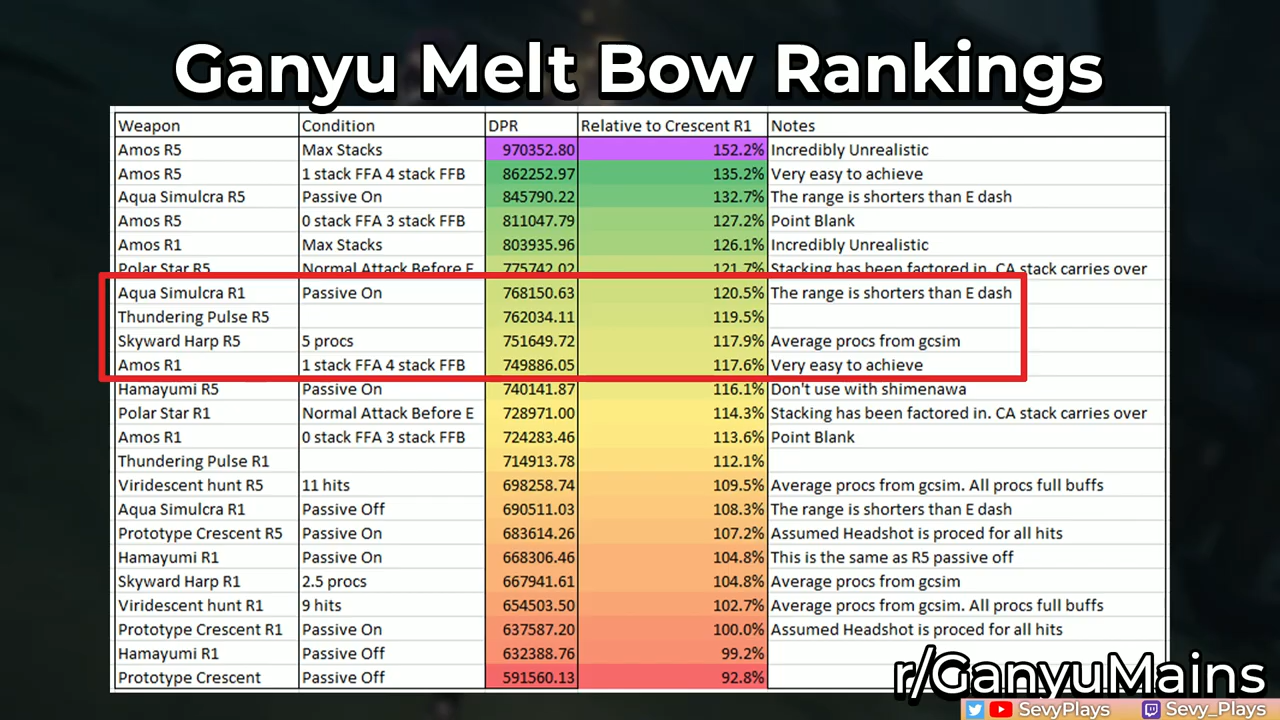 Ganyu Melt Bow Rankings
Weapon Condition DPR Relative to Crescent R1 Notes
Amos R5 Max Stacks 970352.80 152.2% Incredibly Unrealistic
Amos R5 1 stack FFA 4 stack FFB 862252.97 135.2% Very easy to achieve
Aqua Simulcra R5 Passive On 845790.22 132.7% The range is shorters than E dash
Amos R5 0 stack FFA 3 stack FFB 811047.79 127.2% Point Blank
Amos R1 Max Stacks 803935.96 126.1% Incredibly Unrealistic
Polar Star R5 Normal Attack Before E 775742.02 121.7% Stacking has been factored in. CA stack carries over
Aqua Simulcra R1 Passive On 768150.63 120.5% The range is shorters than E dash
Thundering Pulse R5 762034.11 119.5%
Skyward Harp R5 5 procs 751649.72 117.9% Average procs from gcsim
Amos R1 1 stack FFA 4 stack FFB 749886.05 117.6% Very easy to achieve
Hamayumi R5 Passive On 740141.87 116.1% Don't use with shimenawa
Polar Star R1 Normal Attack Before E 728971.00 114.3% Stacking has been factored in. CA stack carries over
Amos R1 0 stack FFA 3 stack FFB 724283.46 113.6% Point Blank
Thundering Pulse R1 714913.78 112.1%
Viridescent hunt R5 11 hits 698258.74 109.5% Average procs from gcsim. All procs full buffs
Aqua Simulcra R1 Passive Off 690511.03 108.3% The range is shorters than E dash
Prototype Crescent R5 Passive On 683614.26 107.2% Assumed Headshot is proced for all hits
Hamayumi R1 Passive On 668306.46 104.8% This is the same as R5 passive off
Skyward Harp R1 2.5 procs 667941.61 104.8% Average procs from gcsim
Viridescent hunt R1 9 hits 654503.50 102.7% Average procs from gcsim. All procs full buffs
Prototype Crescent R1 Passive On 637587.20 100.0% Assumed Headshot is proced for all hits
Hamayumi R1 Passive Off 632388.76 99.2%
Prototype Crescent Passive Off 591560.13 92.8%
r/GanyuMains
SevyPlays Sevy_Plays